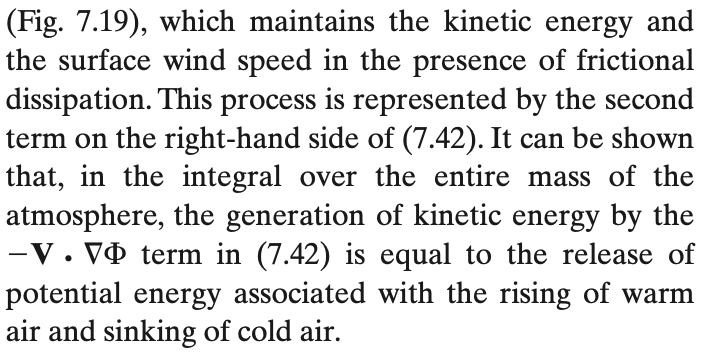 (Fig. 7.19), which maintains the kinetic energy and
the surface wind speed in the presence of frictional
dissipation. This process is represented by the second
term on the right-hand side of (7.42). It can be shown
that, in the integral over the entire mass of the
atmosphere, the generation of kinetic energy by the
−V • ∇Φ term in (7.42) is equal to the release of
potential energy associated with the rising of warm
air and sinking of cold air.